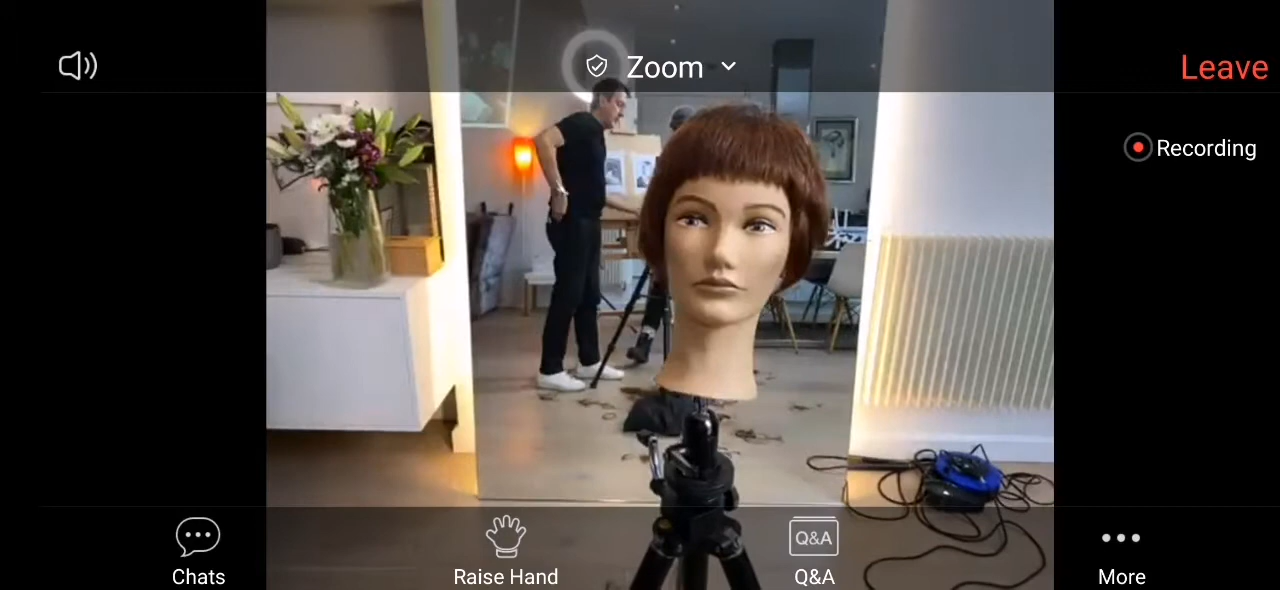 Zoom
Leave
Recording
Q&A
Chats
Raise Hand
Q&A
More